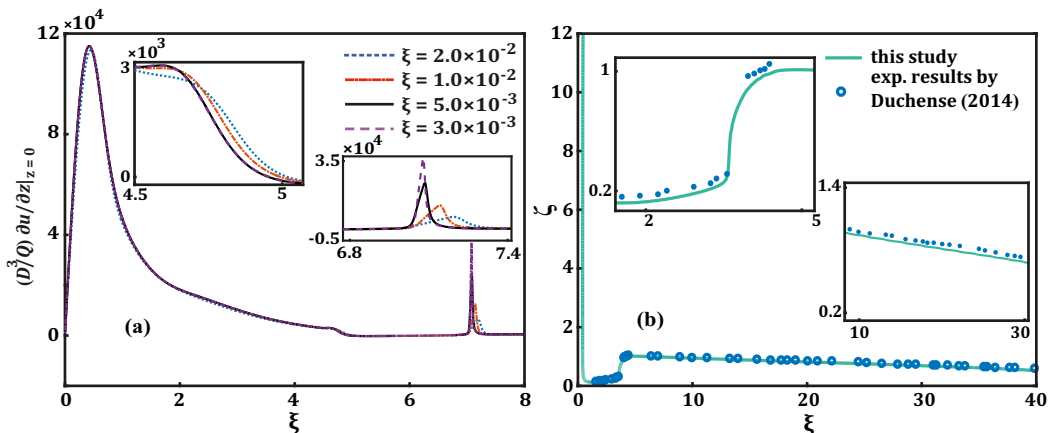 ×10⁴
12
8
4
0
(D³/Q) ∂u/∂z|z = 0
×10³
3
0
4.5
5
ξ = 2.0×10⁻²
ξ = 1.0×10⁻²
ξ = 5.0×10⁻³
ξ = 3.0×10⁻³
×10⁴
3.5
-0.5
6.8
7.4
(a)
0 2 4 6 8
ξ
12
10
8
6
4
2
0
ζ
1
0.2
2
5
this study
exp. results by
Duchense (2014)
1.4
0.2
10
30
(b)
0 10 20 30 40
ξ